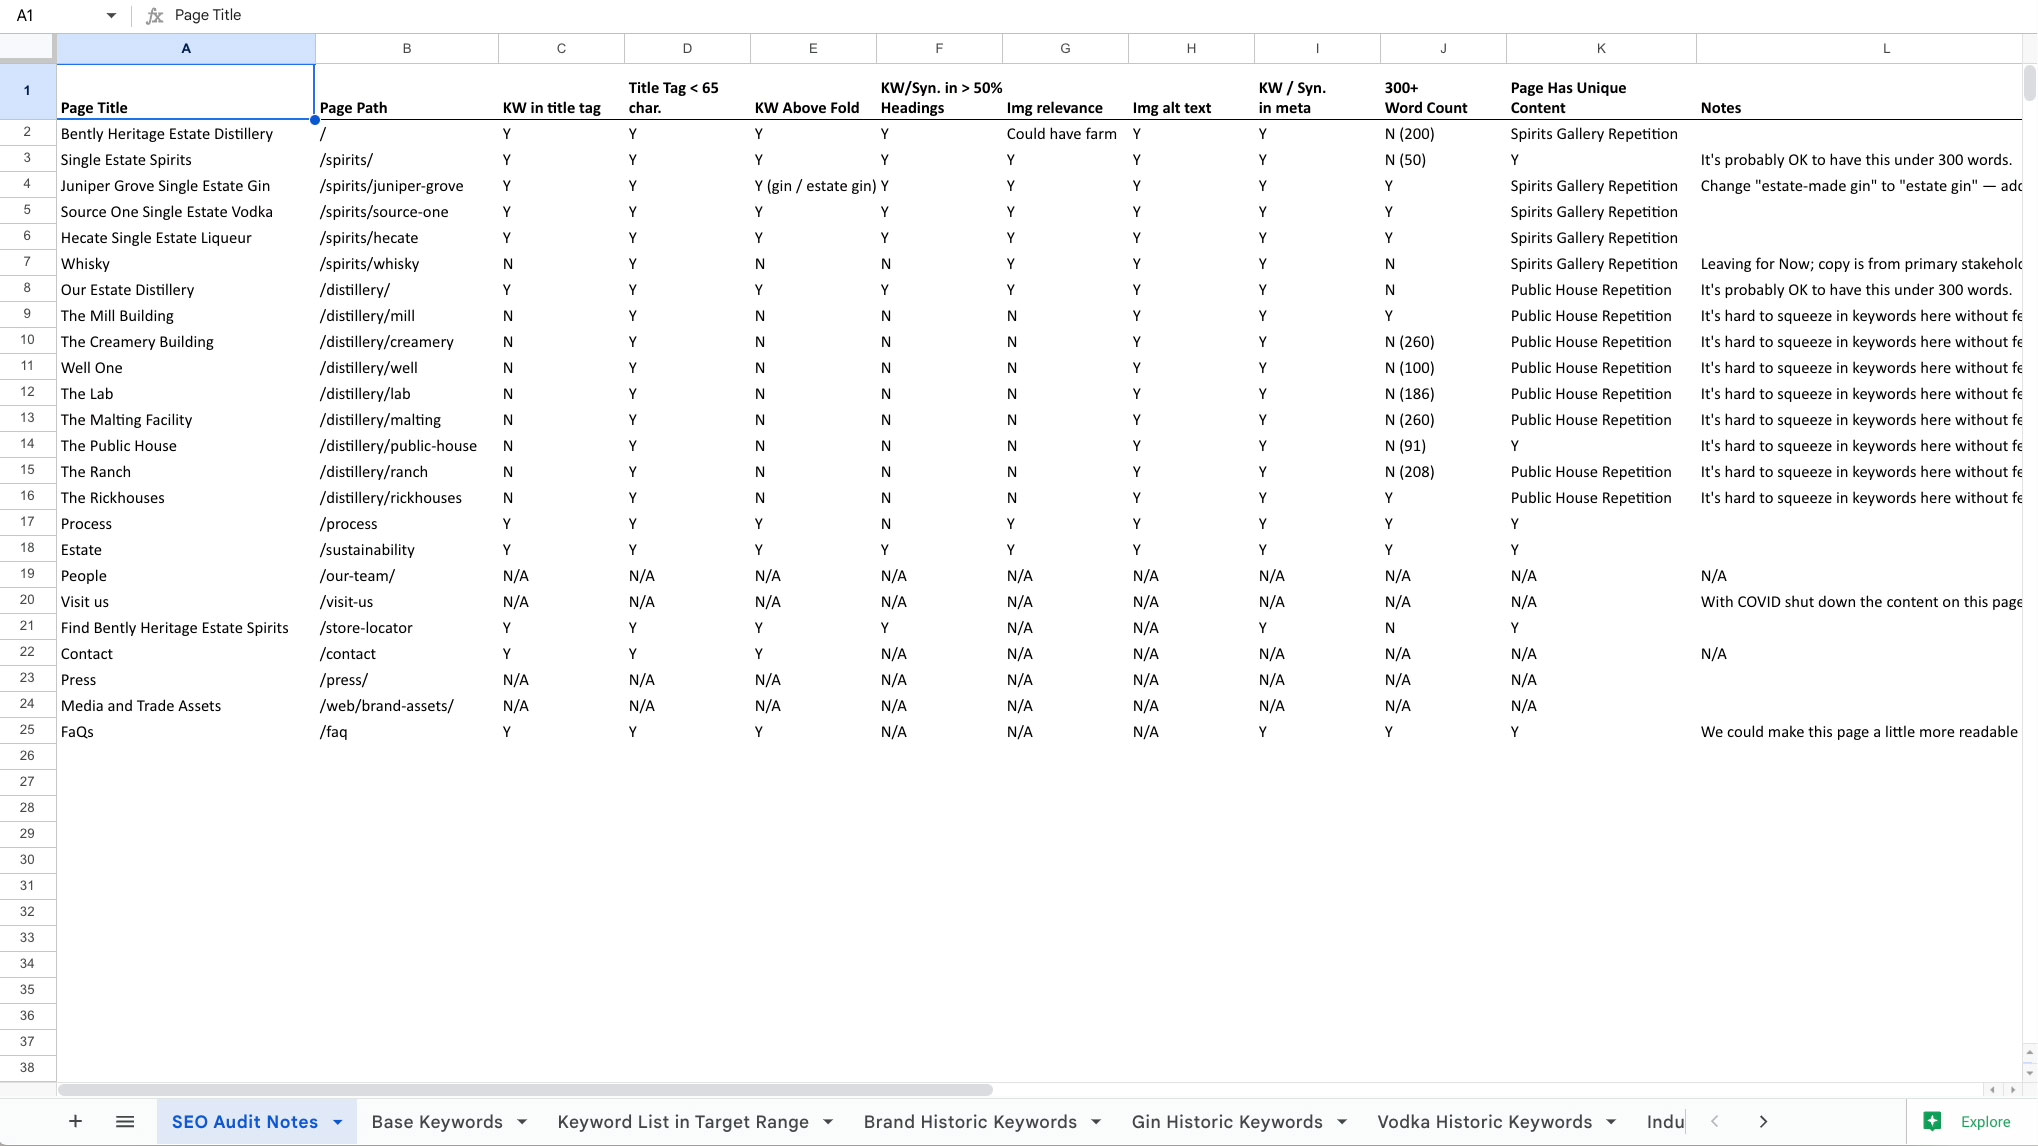 A1 fx Page Title
A B C D E F G H I J K L
1 Page Title Page Path KW in title tag Title Tag < 65 char. KW Above Fold KW/Syn. in > 50% Headings Img relevance Img alt text KW / Syn. in meta 300+ Word Count Page Has Unique Content Notes
2 Bently Heritage Estate Distillery / Y Y Y Y Could have farm Y Y N (200) Spirits Gallery Repetition
3 Single Estate Spirits /spirits/ Y Y Y Y Y Y Y N (50) Y It's probably OK to have this under 300 words.
4 Juniper Grove Single Estate Gin /spirits/juniper-grove Y Y Y (gin / estate gin) Y Y Y Y Y Spirits Gallery Repetition Change "estate-made gin" to "estate gin" — add
5 Source One Single Estate Vodka /spirits/source-one Y Y Y Y Y Y Y Y Spirits Gallery Repetition
6 Hecate Single Estate Liqueur /spirits/hecate Y Y Y Y Y Y Y Y Spirits Gallery Repetition
7 Whisky /spirits/whisky N Y N N Y Y Y N Spirits Gallery Repetition Leaving for Now; copy is from primary stakehol
8 Our Estate Distillery /distillery/ Y Y Y Y Y Y Y N Public House Repetition It's probably OK to have this under 300 words.
9 The Mill Building /distillery/mill N Y N N N Y Y Y Public House Repetition It's hard to squeeze in keywords here without fe
10 The Creamery Building /distillery/creamery N Y N N N Y Y N (260) Public House Repetition It's hard to squeeze in keywords here without fe
11 Well One /distillery/well N Y N N N Y Y N (100) Public House Repetition It's hard to squeeze in keywords here without fe
12 The Lab /distillery/lab N Y N N N Y Y N (186) Public House Repetition It's hard to squeeze in keywords here without fe
13 The Malting Facility /distillery/malting N Y N N N Y Y N (260) Public House Repetition It's hard to squeeze in keywords here without fe
14 The Public House /distillery/public-house N Y N N N Y Y N (91) Y It's hard to squeeze in keywords here without fe
15 The Ranch /distillery/ranch N Y N N N Y Y N (208) Public House Repetition It's hard to squeeze in keywords here without fe
16 The Rickhouses /distillery/rickhouses N Y N N N Y Y Y Public House Repetition It's hard to squeeze in keywords here without fe
17 Process /process Y Y Y N Y Y Y Y Y
18 Estate /sustainability Y Y Y Y Y Y Y Y Y
19 People /our-team/ N/A N/A N/A N/A N/A N/A N/A N/A N/A N/A
20 Visit us /visit-us N/A N/A N/A N/A N/A N/A N/A N/A N/A With COVID shut down the content on this page
21 Find Bently Heritage Estate Spirits /store-locator Y Y Y Y N/A N/A Y N Y
22 Contact /contact Y Y Y N/A N/A N/A N/A N/A N/A N/A
23 Press /press/ N/A N/A N/A N/A N/A N/A N/A N/A N/A
24 Media and Trade Assets /web/brand-assets/ N/A N/A N/A N/A N/A N/A N/A N/A N/A
25 FaQs /faq Y Y Y N/A N/A N/A Y Y Y We could make this page a little more readable
26
27
28
29
30
31
32
33
34
35
36
37
38
SEO Audit Notes Base Keywords Keyword List in Target Range Brand Historic Keywords Gin Historic Keywords Vodka Historic Keywords Indu Explore